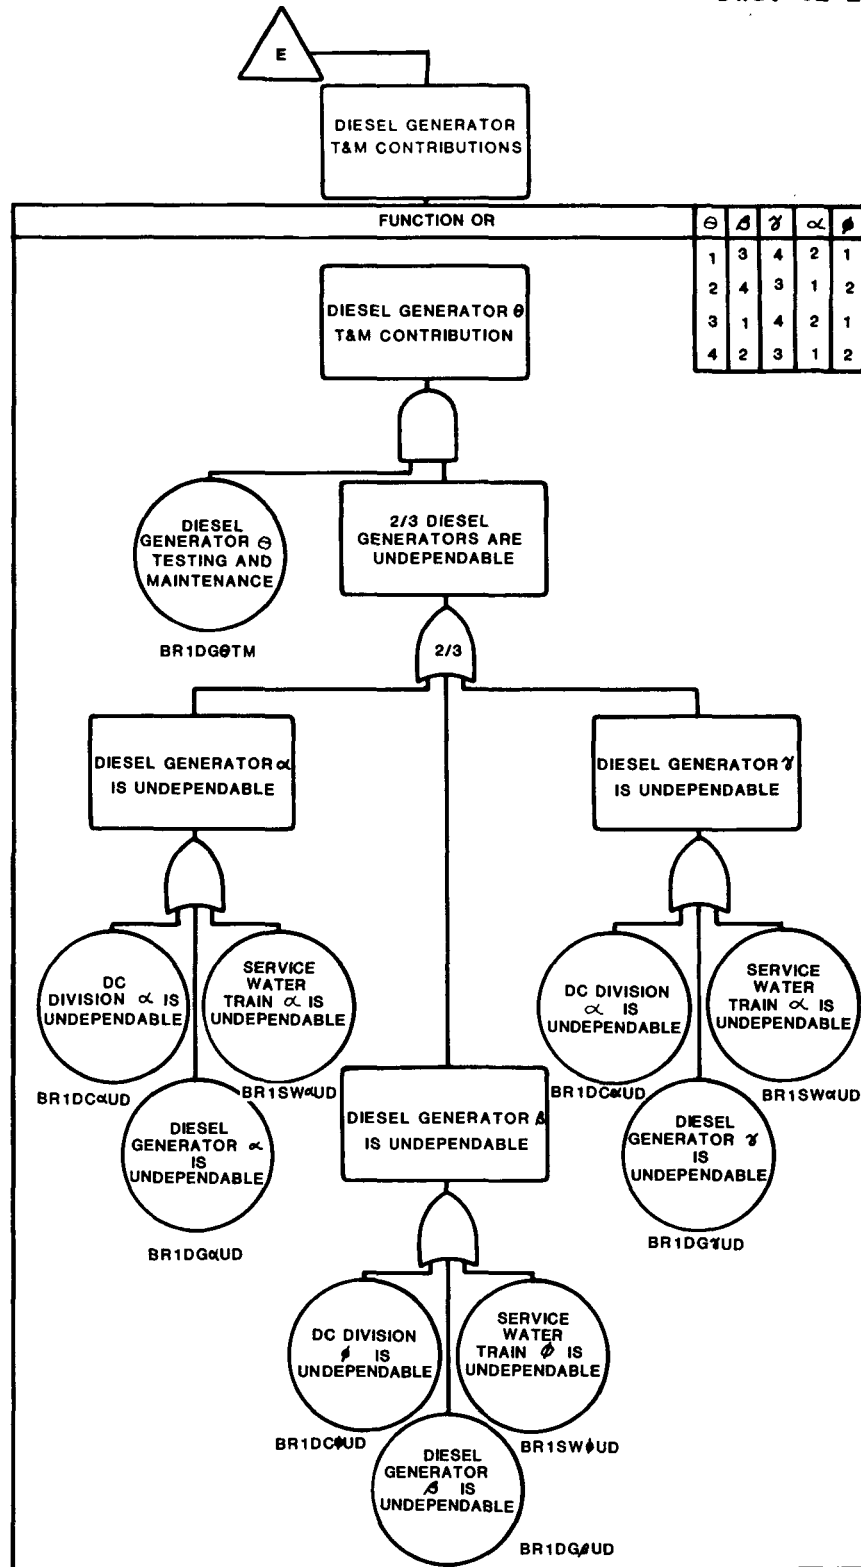 E
DIESEL GENERATOR
T&M CONTRIBUTIONS
FUNCTION OR
Θ β γ α ϕ
1 3 4 2 1
2 4 3 1 2
3 1 4 2 1
4 2 3 1 2
DIESEL GENERATOR θ
T&M CONTRIBUTION
DIESEL
GENERATOR Θ
TESTING AND
MAINTENANCE
BR1DGθTM
2/3 DIESEL
GENERATORS ARE
UNDEPENDABLE
2/3
DIESEL GENERATOR α
IS UNDEPENDABLE
DIESEL GENERATOR γ
IS UNDEPENDABLE
DC
DIVISION α IS
UNDEPENDABLE
BR1DCαUD
SERVICE
WATER
TRAIN α IS
UNDEPENDABLE
BR1SWαUD
DIESEL
GENERATOR α
IS
UNDEPENDABLE
BR1DGαUD
DC DIVISION
α IS
UNDEPENDABLE
BR1DCαUD
SERVICE
WATER
TRAIN α IS
UNDEPENDABLE
BR1SWαUD
DIESEL
GENERATOR γ
IS
UNDEPENDABLE
BR1DGγUD
DIESEL GENERATOR β
IS UNDEPENDABLE
DC DIVISION
ϕ IS
UNDEPENDABLE
BR1DCϕUD
SERVICE
WATER
TRAIN ϕ IS
UNDEPENDABLE
BR1SWϕUD
DIESEL
GENERATOR
β IS
UNDEPENDABLE
BR1DGβUD